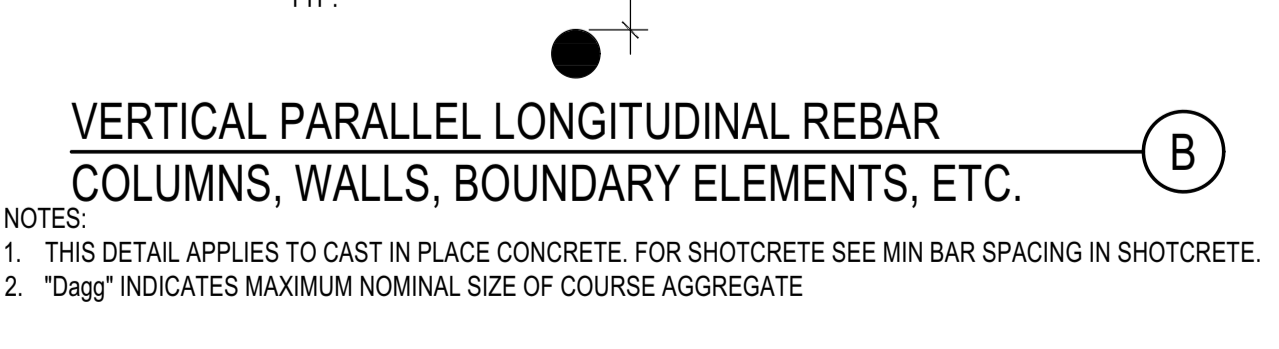 TYP.
VERTICAL PARALLEL LONGITUDINAL REBAR
B
COLUMNS, WALLS, BOUNDARY ELEMENTS, ETC.
NOTES:
1. THIS DETAIL APPLIES TO CAST IN PLACE CONCRETE. FOR SHOTCRETE SEE MIN BAR SPACING IN SHOTCRETE.
2. "Dagg" INDICATES MAXIMUM NOMINAL SIZE OF COURSE AGGREGATE